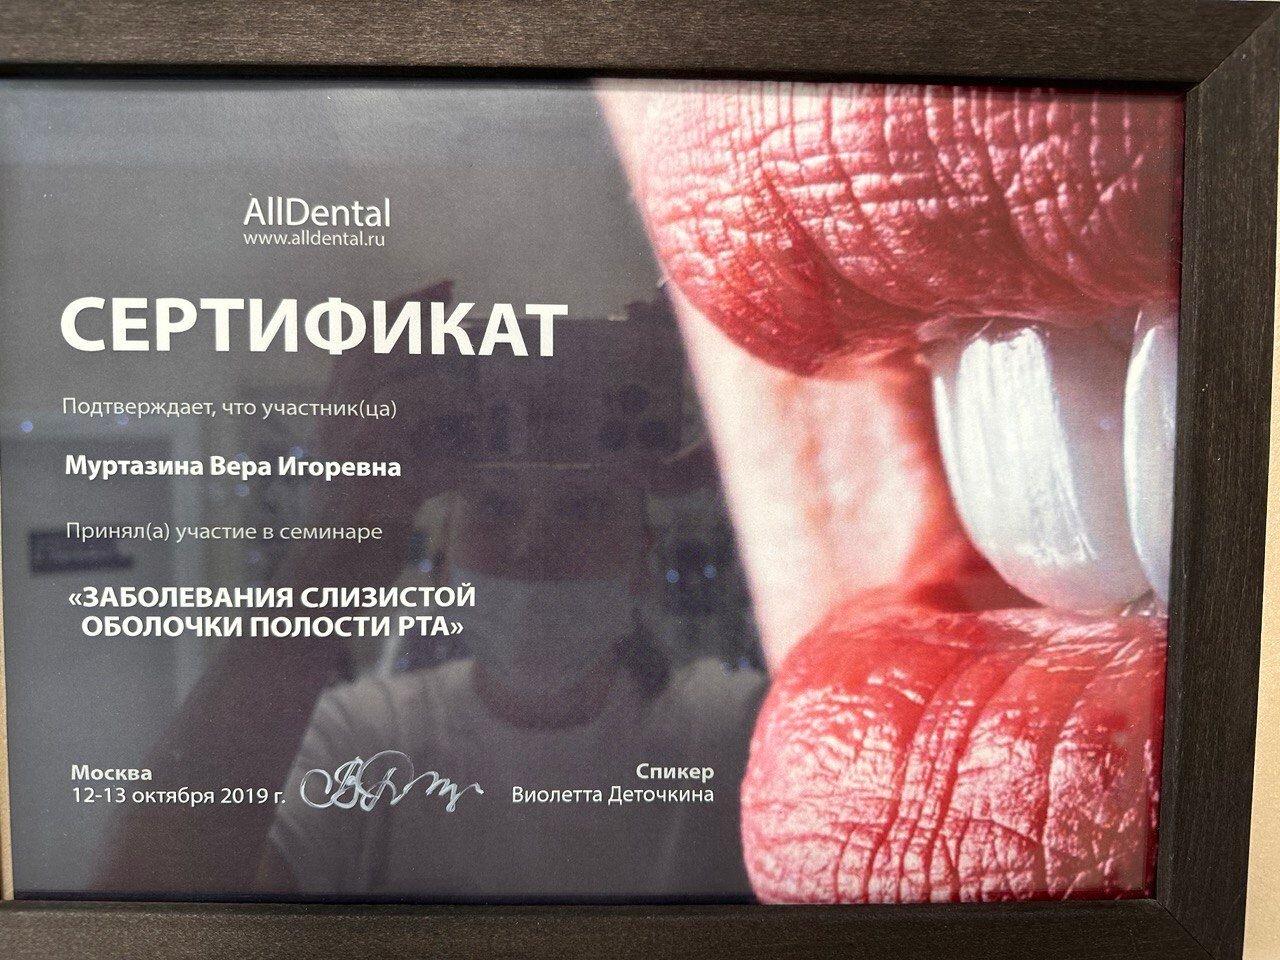 AllDental
www.alldental.ru
СЕРТИФИКАТ
Подтверждает, что участник(ца)
Муртазина Вера Игоревна
Принял(а) участие в семинаре
«ЗАБОЛЕВАНИЯ СЛИЗИСТОЙ
ОБОЛОЧКИ ПОЛОСТИ РТА»
Москва
12-13 октября 2019 г.
Спикер
Виолетта Деточкина